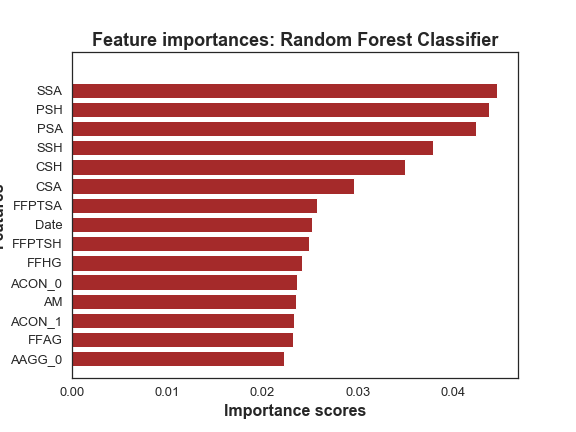 Feature importances: Random Forest Classifier
SSA
PSH
PSA
SSH
CSH
CSA
FFPTSA
Date
FFPTSH
FFHG
ACON_0
AM
ACON_1
FFAG
AAGG_0
0.00 0.01 0.02 0.03 0.04
Importance scores